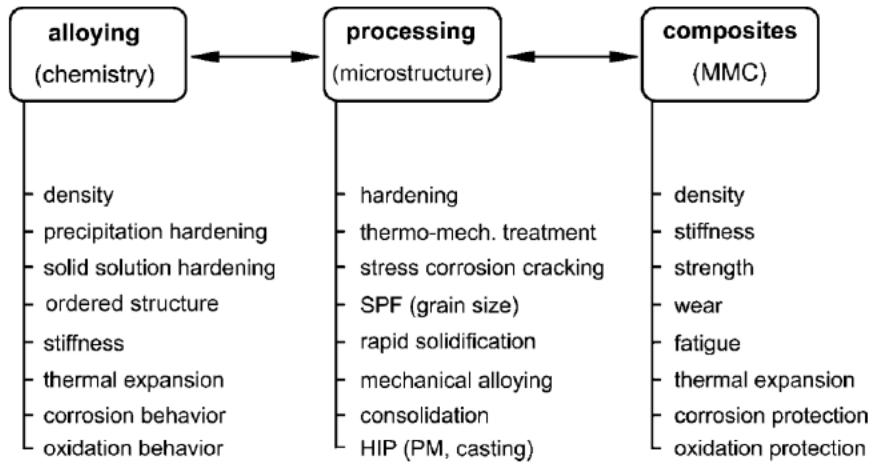 alloying
(chemistry)
density
precipitation hardening
solid solution hardening
ordered structure
stiffness
thermal expansion
corrosion behavior
oxidation behavior
processing
(microstructure)
hardening
thermo-mech. treatment
stress corrosion cracking
SPF (grain size)
rapid solidification
mechanical alloying
consolidation
HIP (PM, casting)
composites
(MMC)
density
stiffness
strength
wear
fatigue
thermal expansion
corrosion protection
oxidation protection